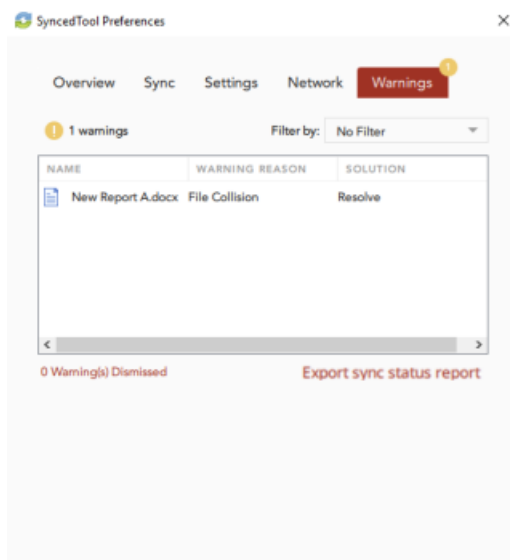 SyncedTool Preferences
Overview Sync Settings Network Warnings 1
! 1 warnings Filter by: No Filter
NAME WARNING REASON SOLUTION
New Report A.docx File Collision Resolve
0 Warning(s) Dismissed Export sync status report